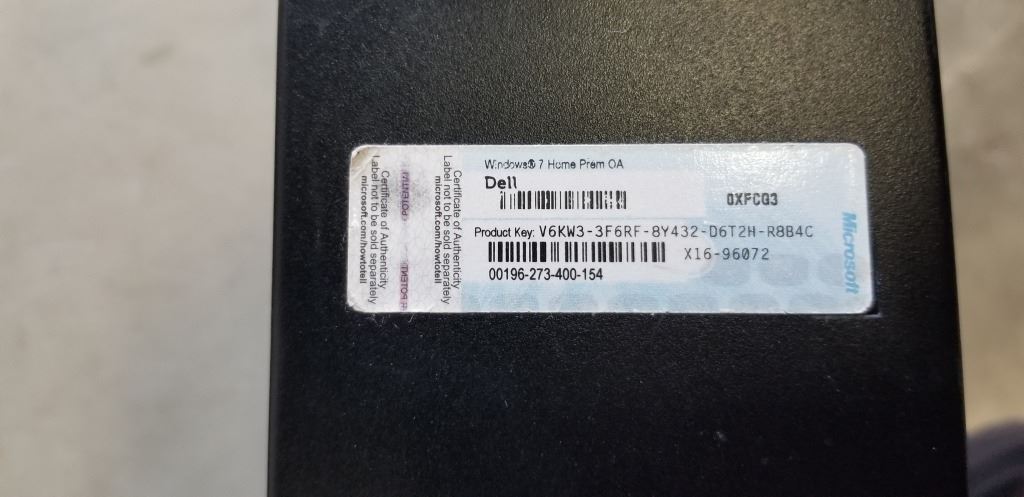 Windows® 7 Home Prem OA
Dell
0XFCG3
Product Key: V6KW3-3F6RF-8Y432-D6T2H-R8B4C
X16-96072
00196-273-400-154
Microsoft
Certificate of Authenticity
Label not to be sold separately
microsoft.com/howtotell
Certificate of Authenticity
Label not to be sold separately
microsoft.com/howtotell